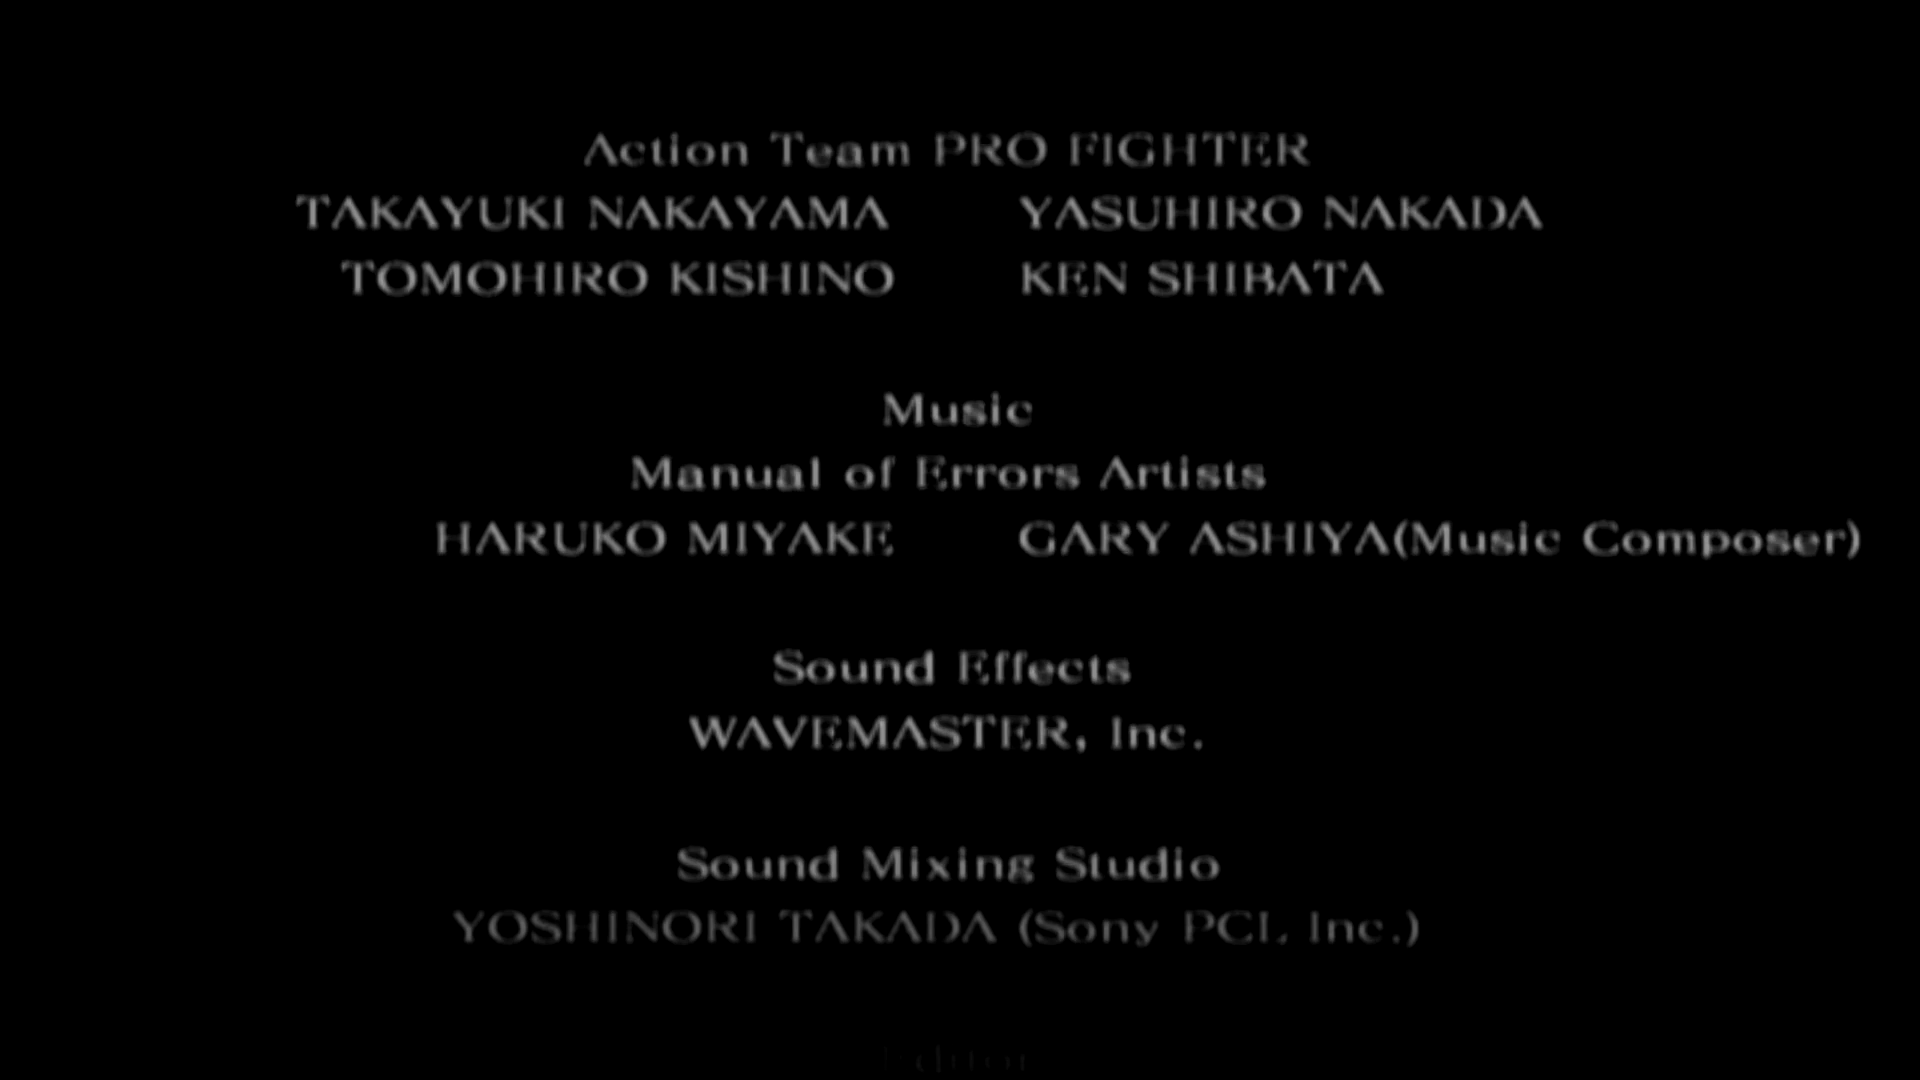 Action Team PRO FIGHTER
TAKAYUKI NAKAYAMA YASUHIRO NAKADA
TOMOHIRO KISHINO KEN SHIBATA
Music
Manual of Errors Artists
HARUKO MIYAKE GARY ASHIYA(Music Composer)
Sound Effects
WAVEMASTER, Inc.
Sound Mixing Studio
YOSHINORI TAKADA (Sony PCL Inc.)
Editor